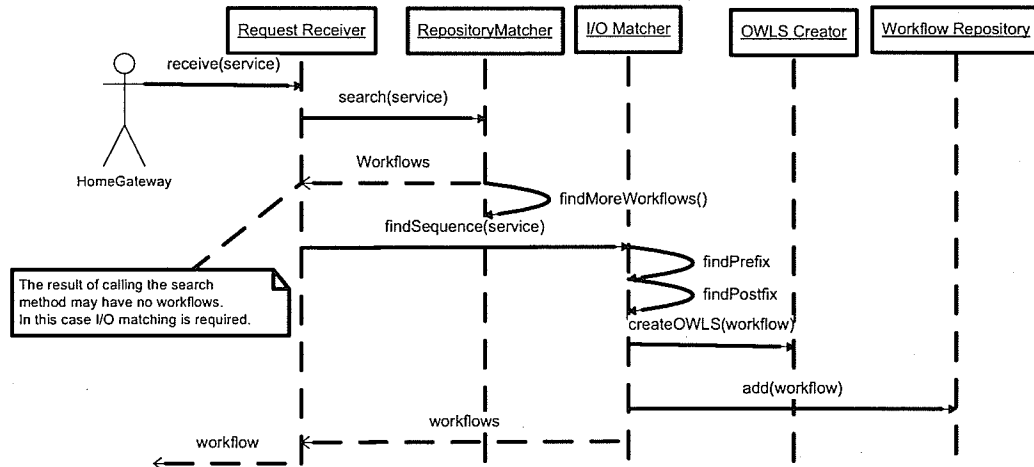 Request Receiver
RepositoryMatcher
I/O Matcher
OWLS Creator
Workflow Repository
receive(service)
search(service)
HomeGateway
Workflows
findMoreWorkflows()
findSequence(service)
findPrefix
The result of calling the search
method may have no workflows.
In this case I/O matching is required.
findPostfix
createOWLS(workflow)
add(workflow)
workflows
workflow